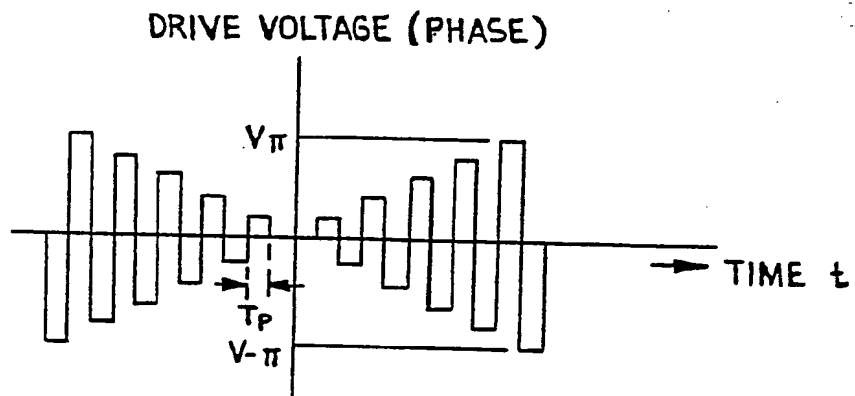 DRIVE VOLTAGE (PHASE)
Vπ
TIME t
TP
V-π